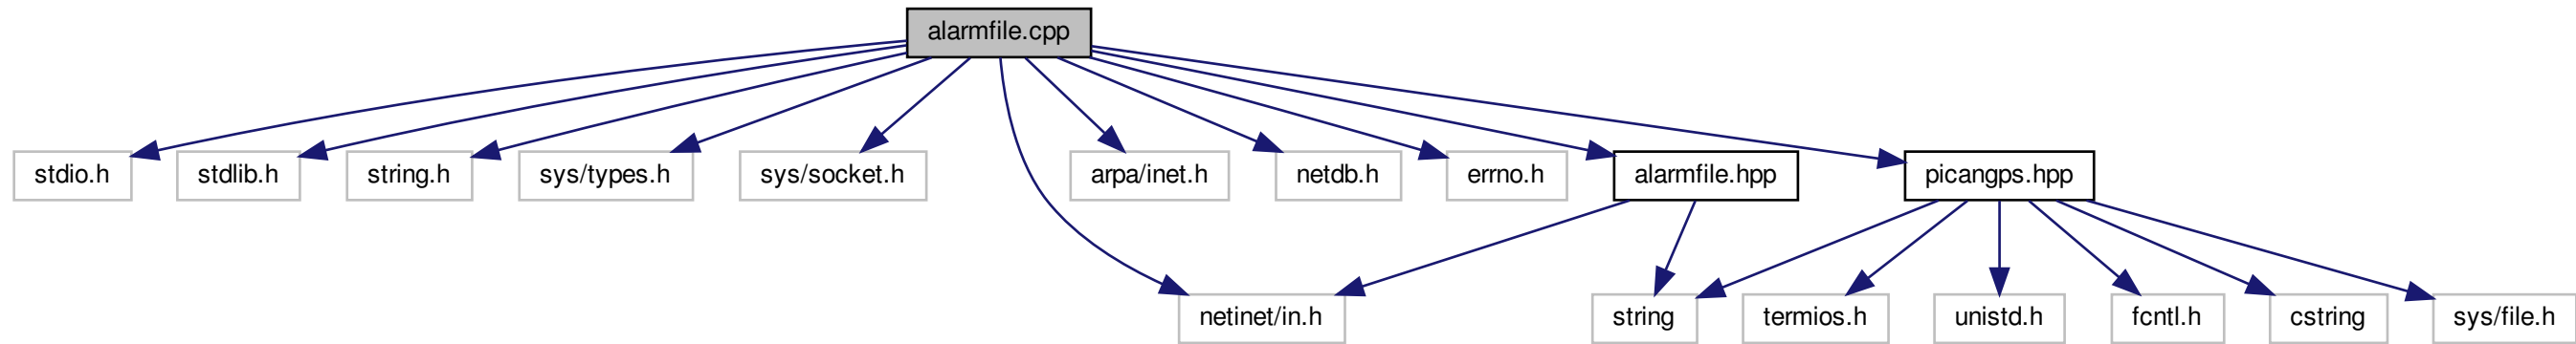 alarmfile.cpp
stdio.h
stdlib.h
string.h
sys/types.h
sys/socket.h
arpa/inet.h
netdb.h
errno.h
alarmfile.hpp
picangps.hpp
netinet/in.h
string
termios.h
unistd.h
fcntl.h
cstring
sys/file.h